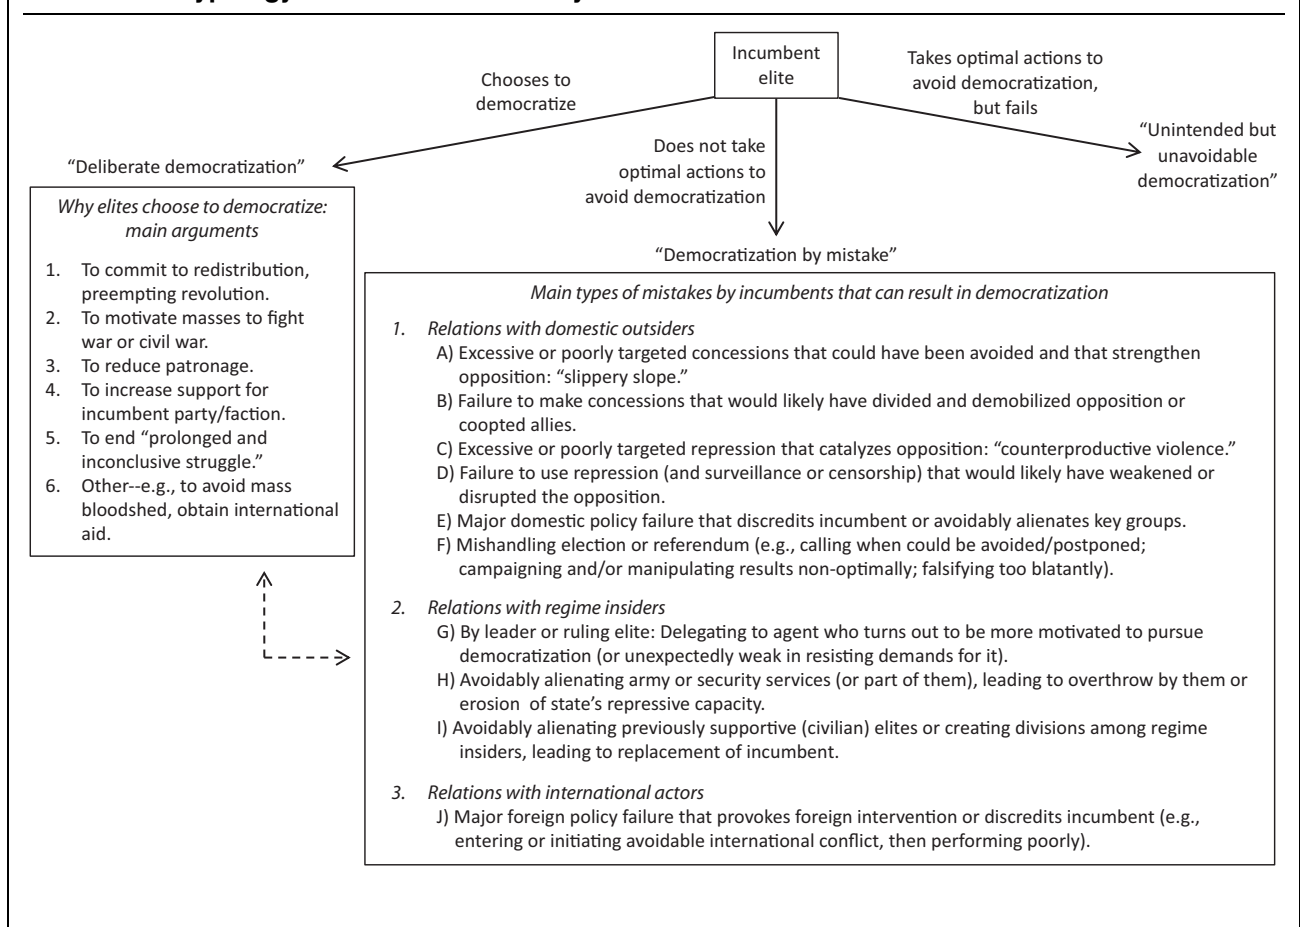 Incumbent
elite
Chooses to
democratize
Takes optimal actions to
avoid democratization,
but fails
Does not take
optimal actions to
avoid democratization
“Unintended but
unavoidable
democratization”
“Deliberate democratization”
Why elites choose to democratize:
main arguments
1. To commit to redistribution,
preempting revolution.
2. To motivate masses to fight
war or civil war.
3. To reduce patronage.
4. To increase support for
incumbent party/faction.
5. To end “prolonged and
inconclusive struggle.”
6. Other--e.g., to avoid mass
bloodshed, obtain international
aid.
“Democratization by mistake”
Main types of mistakes by incumbents that can result in democratization
1. Relations with domestic outsiders
A) Excessive or poorly targeted concessions that could have been avoided and that strengthen
opposition: “slippery slope.”
B) Failure to make concessions that would likely have divided and demobilized opposition or
coopted allies.
C) Excessive or poorly targeted repression that catalyzes opposition: “counterproductive violence.”
D) Failure to use repression (and surveillance or censorship) that would likely have weakened or
disrupted the opposition.
E) Major domestic policy failure that discredits incumbent or avoidably alienates key groups.
F) Mishandling election or referendum (e.g., calling when could be avoided/postponed;
campaigning and/or manipulating results non-optimally; falsifying too blatantly).
2. Relations with regime insiders
G) By leader or ruling elite: Delegating to agent who turns out to be more motivated to pursue
democratization (or unexpectedly weak in resisting demands for it).
H) Avoidably alienating army or security services (or part of them), leading to overthrow by them or
erosion of state’s repressive capacity.
I) Avoidably alienating previously supportive (civilian) elites or creating divisions among regime
insiders, leading to replacement of incumbent.
3. Relations with international actors
J) Major foreign policy failure that provokes foreign intervention or discredits incumbent (e.g.,
entering or initiating avoidable international conflict, then performing poorly).